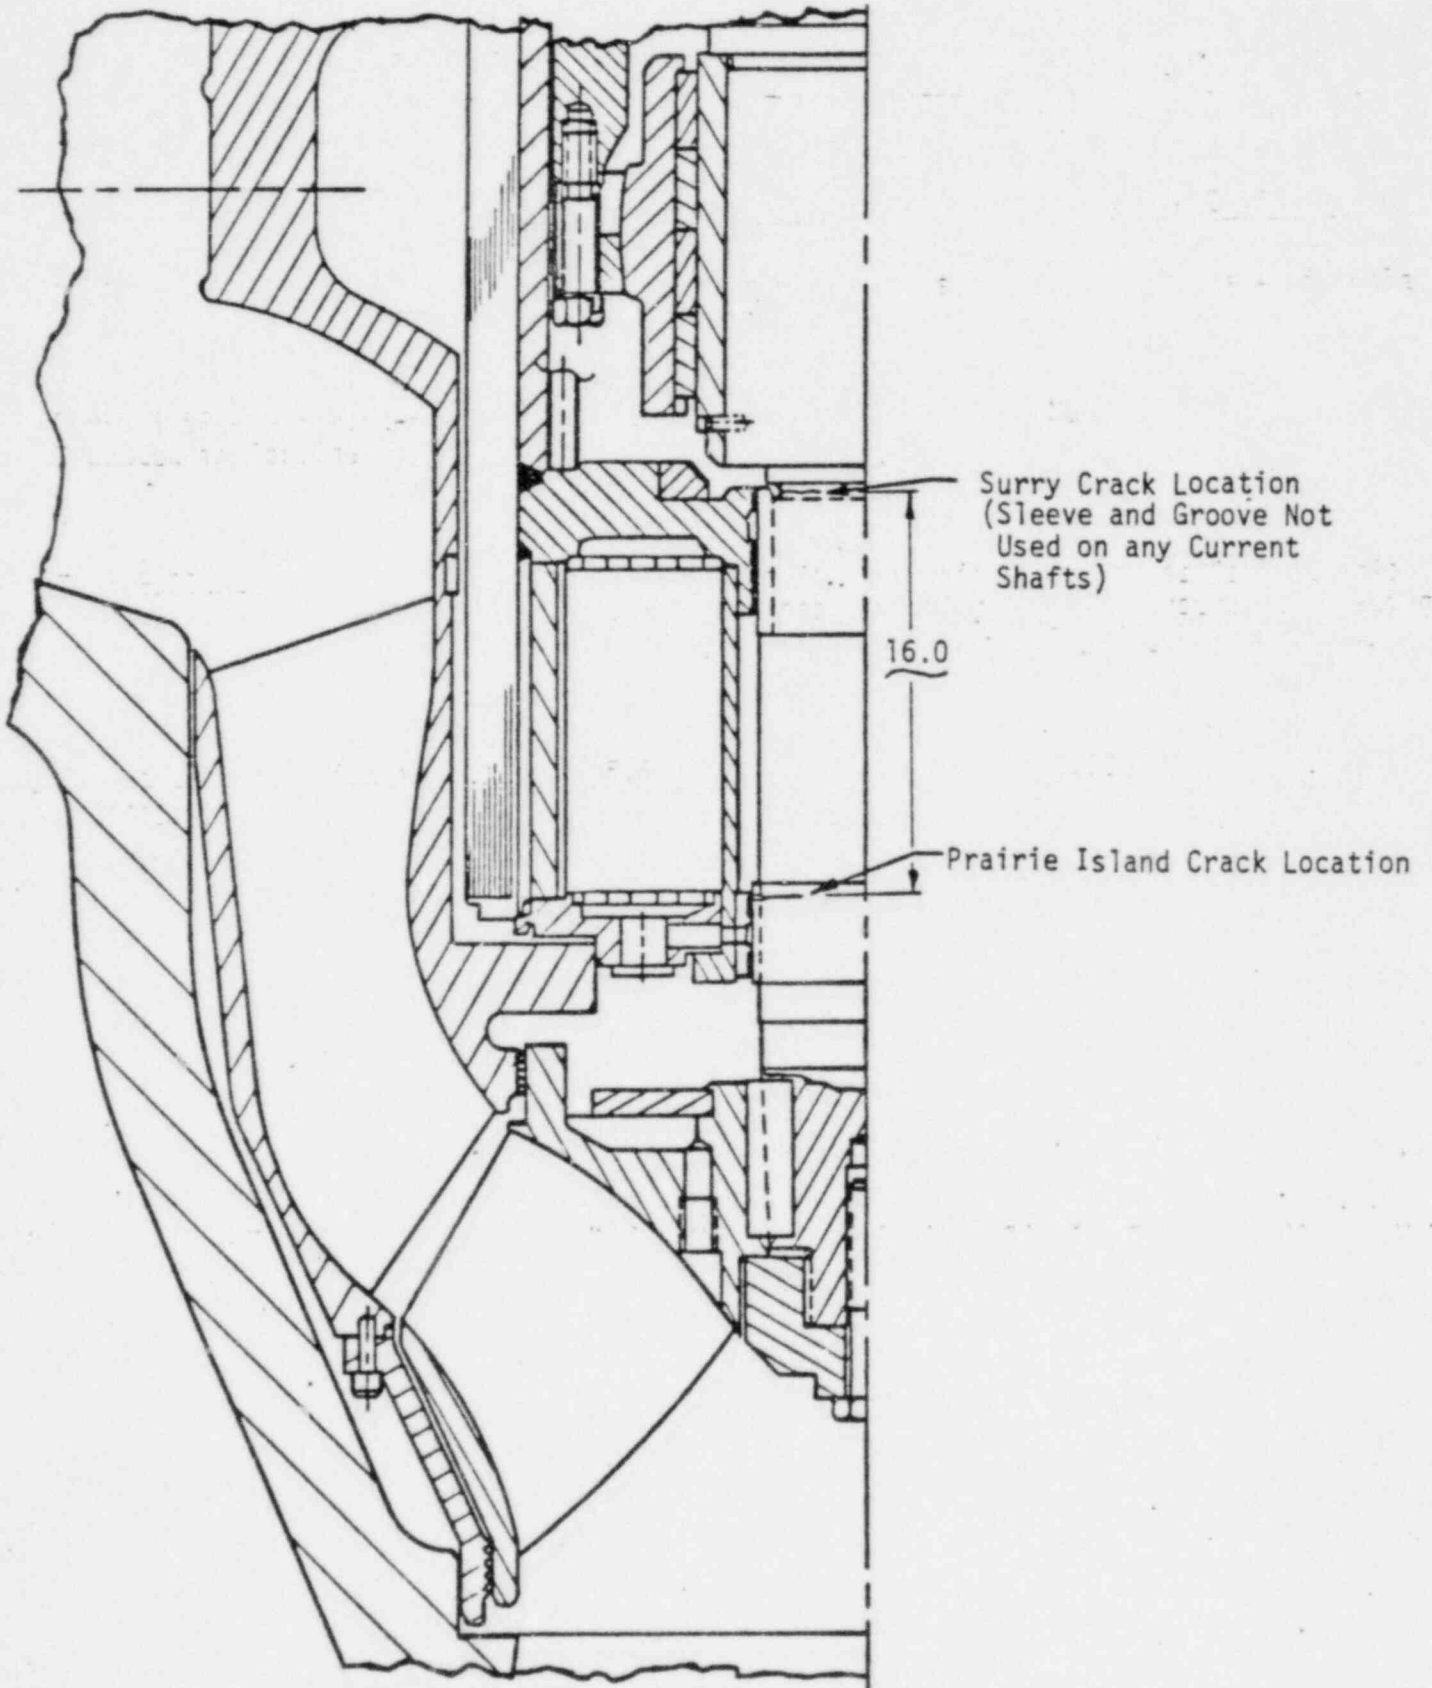 Surry Crack Location
(Sleeve and Groove Not
Used on any Current
Shafts)
16.0
Prairie Island Crack Location